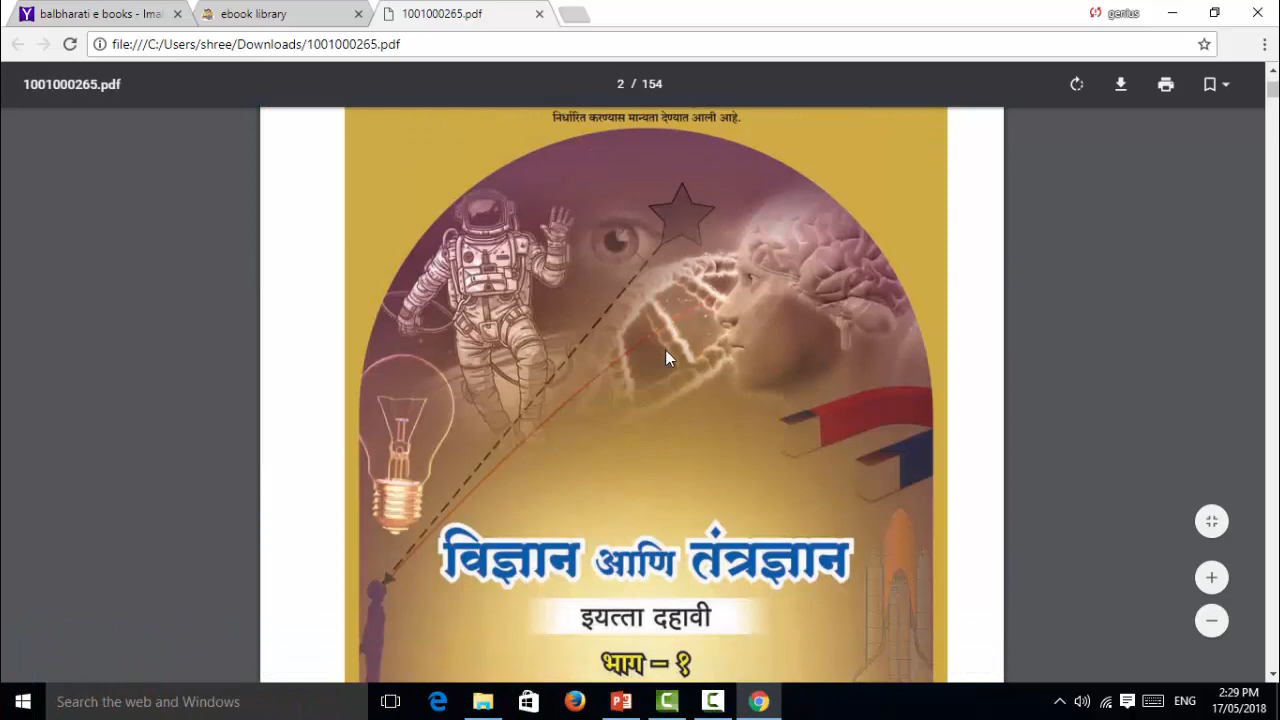 balbharati e books - Imal
ebook library
1001000265.pdf
genius
file:///C:/Users/shree/Downloads/1001000265.pdf
1001000265.pdf
2 / 154
निर्धारित करण्यास मान्यता देण्यात आली आहे.
विज्ञान आणि तंत्रज्ञान
इयत्ता दहावी
भाग - १
Search the web and Windows
ENG
2:29 PM
17/05/2018